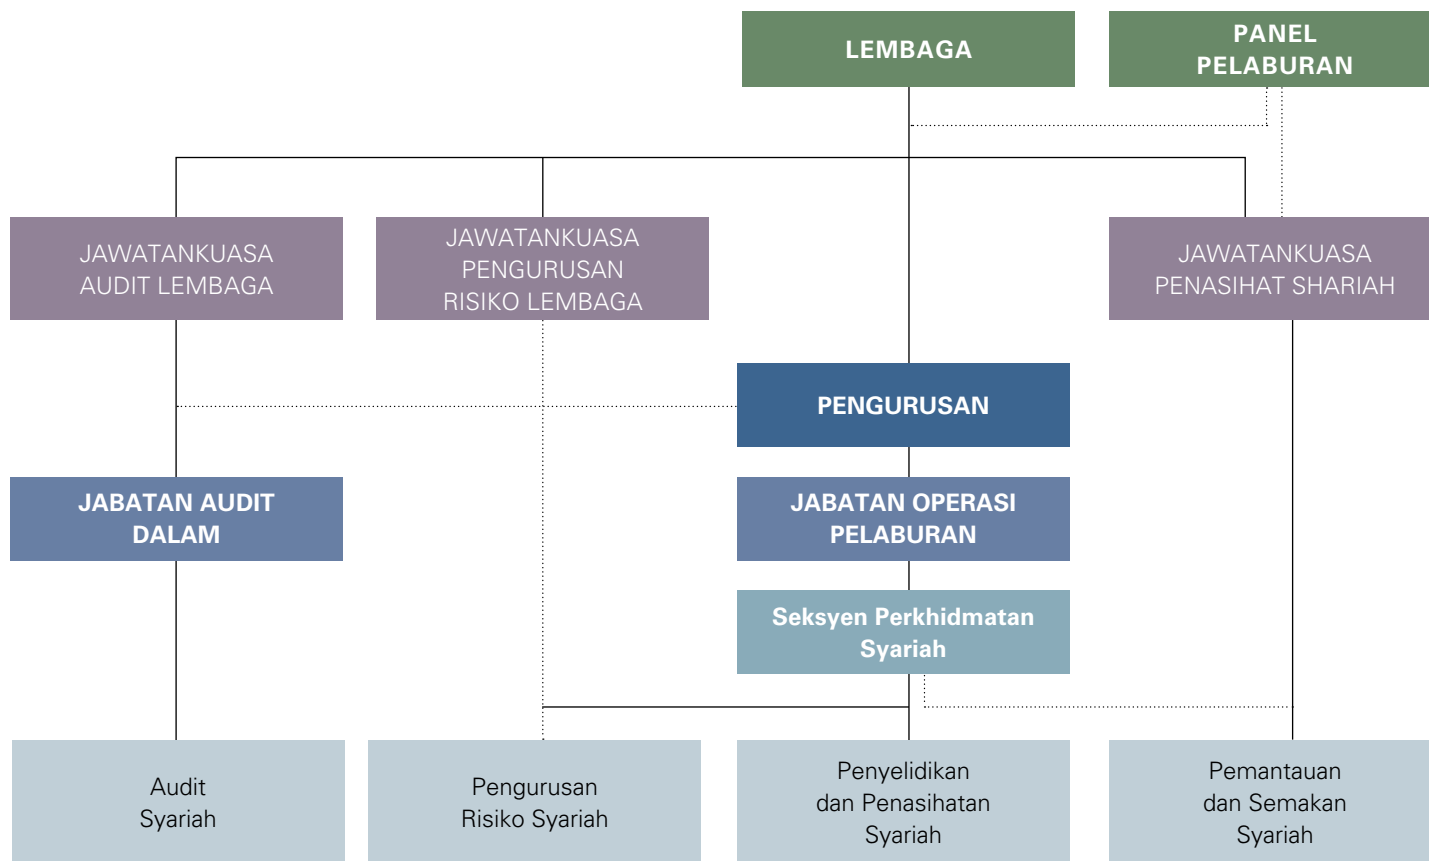 LEMBAGA
PANEL
PELABURAN
JAWATANKUASA
AUDIT LEMBAGA
JAWATANKUASA
PENGURUSAN
RISIKO LEMBAGA
JAWATANKUASA
PENASIHAT SHARIAH
PENGURUSAN
JABATAN AUDIT
DALAM
JABATAN OPERASI
PELABURAN
Seksyen Perkhidmatan
Syariah
Audit
Syariah
Pengurusan
Risiko Syariah
Penyelidikan
dan Penasihatan
Syariah
Pemantauan
dan Semakan
Syariah